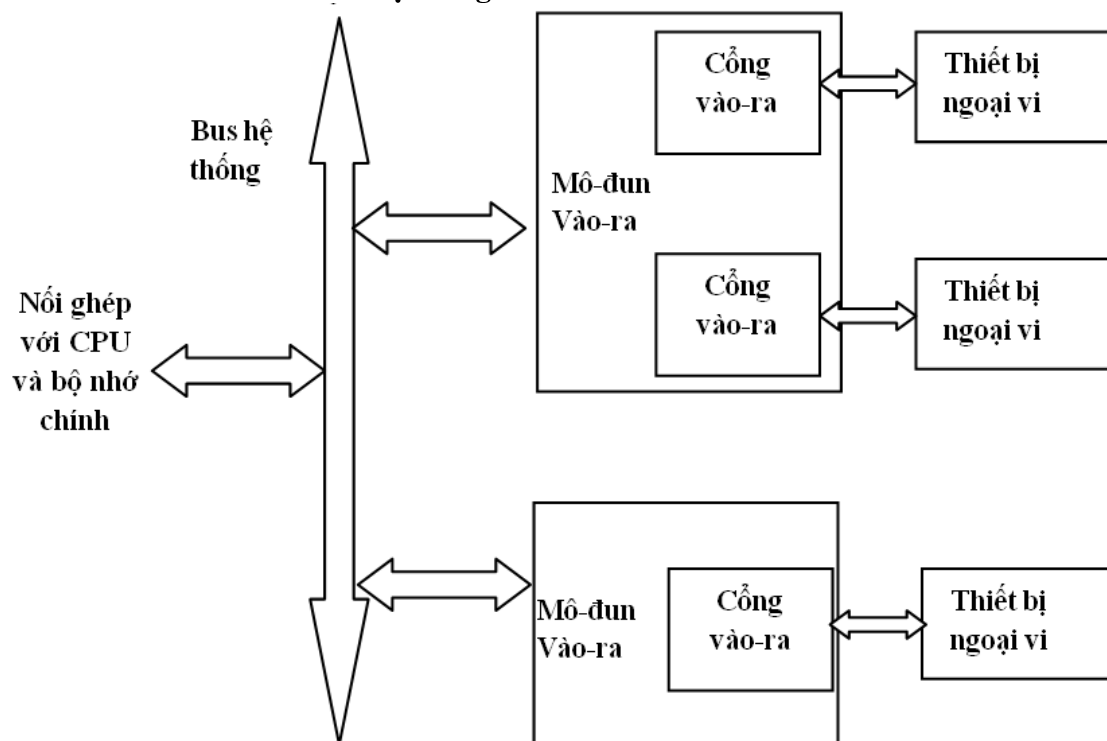 Bus hệ
thống
Nối ghép
với CPU
và bộ nhớ
chính
Mô-đun
Vào-ra
Cổng
vào-ra
Thiết bị
ngoại vi
Cổng
vào-ra
Thiết bị
ngoại vi
Mô-đun
Vào-ra
Cổng
vào-ra
Thiết bị
ngoại vi